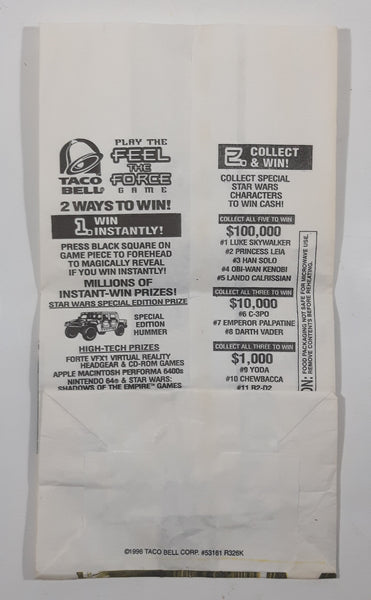 PLAY THE
FEEL
THE
FORCE
GAME
TACO
BELL®
2 WAYS TO WIN!
1. WIN
INSTANTLY!
PRESS BLACK SQUARE ON
GAME PIECE TO FOREHEAD
TO MAGICALLY REVEAL
IF YOU WIN INSTANTLY!
MILLIONS OF
INSTANT-WIN PRIZES!
STAR WARS SPECIAL EDITION PRIZE
SPECIAL
EDITION
HUMMER
HIGH-TECH PRIZES
FORTE VFX1 VIRTUAL REALITY
HEADGEAR & CD-ROM GAMES
APPLE MACINTOSH PERFORMA 6400s
NINTENDO 64s & STAR WARS:
SHADOWS OF THE EMPIRE™ GAMES
2. COLLECT
& WIN!
COLLECT SPECIAL
STAR WARS
CHARACTERS
TO WIN CASH!
COLLECT ALL FIVE TO WIN
$100,000
#1 LUKE SKYWALKER
#2 PRINCESS LEIA
#3 HAN SOLO
#4 OBI-WAN KENOBI
#5 LANDO CALRISSIAN
COLLECT ALL THREE TO WIN
$10,000
#6 C-3PO
#7 EMPEROR PALPATINE
#8 DARTH VADER
COLLECT ALL THREE TO WIN
$1,000
#9 YODA
#10 CHEWBACCA
#11 R2-D2
ON: FOOD PACKAGING NOT SAFE FOR MICROWAVE USE.
REMOVE CONTENTS BEFORE REHEATING.
©1996 TACO BELL CORP. #53161 R326K